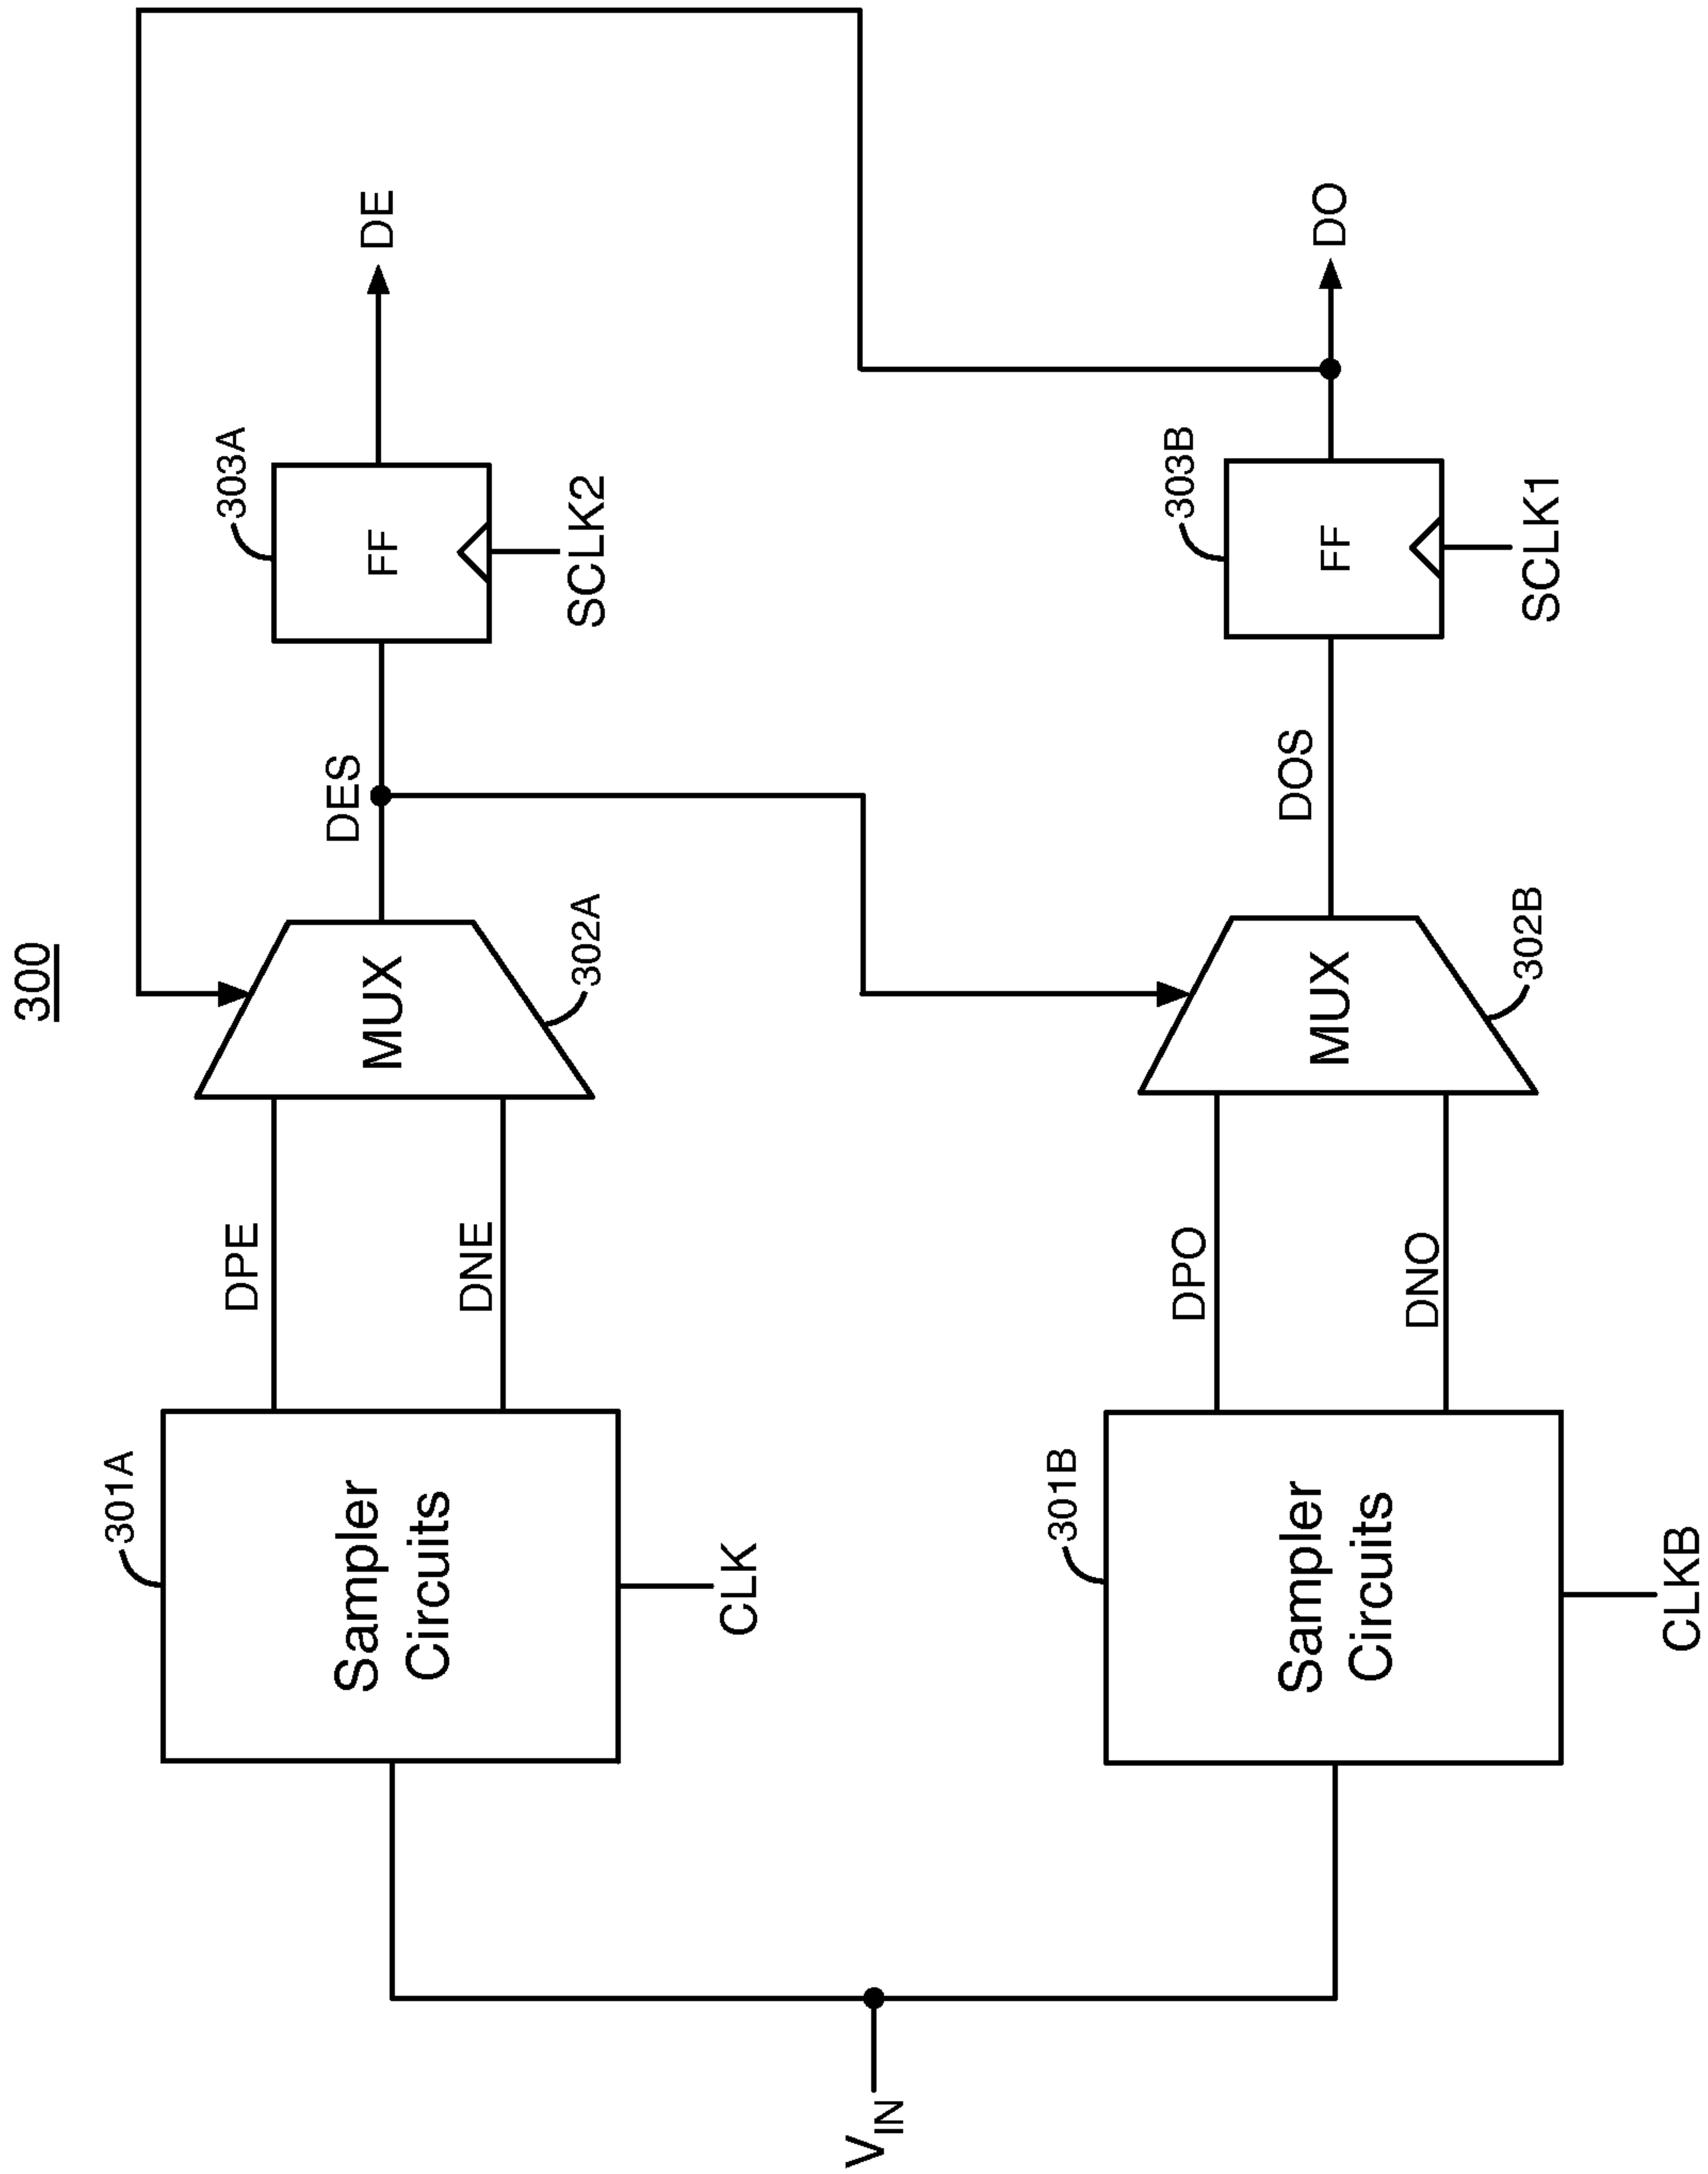 300
301A
Sampler
Circuits
CLK
DPE
DNE
MUX
302A
DES
303A
FF
SCLK2
DE
V_IN
301B
Sampler
Circuits
CLKB
DPO
DNO
MUX
302B
DOS
303B
FF
SCLK1
DO